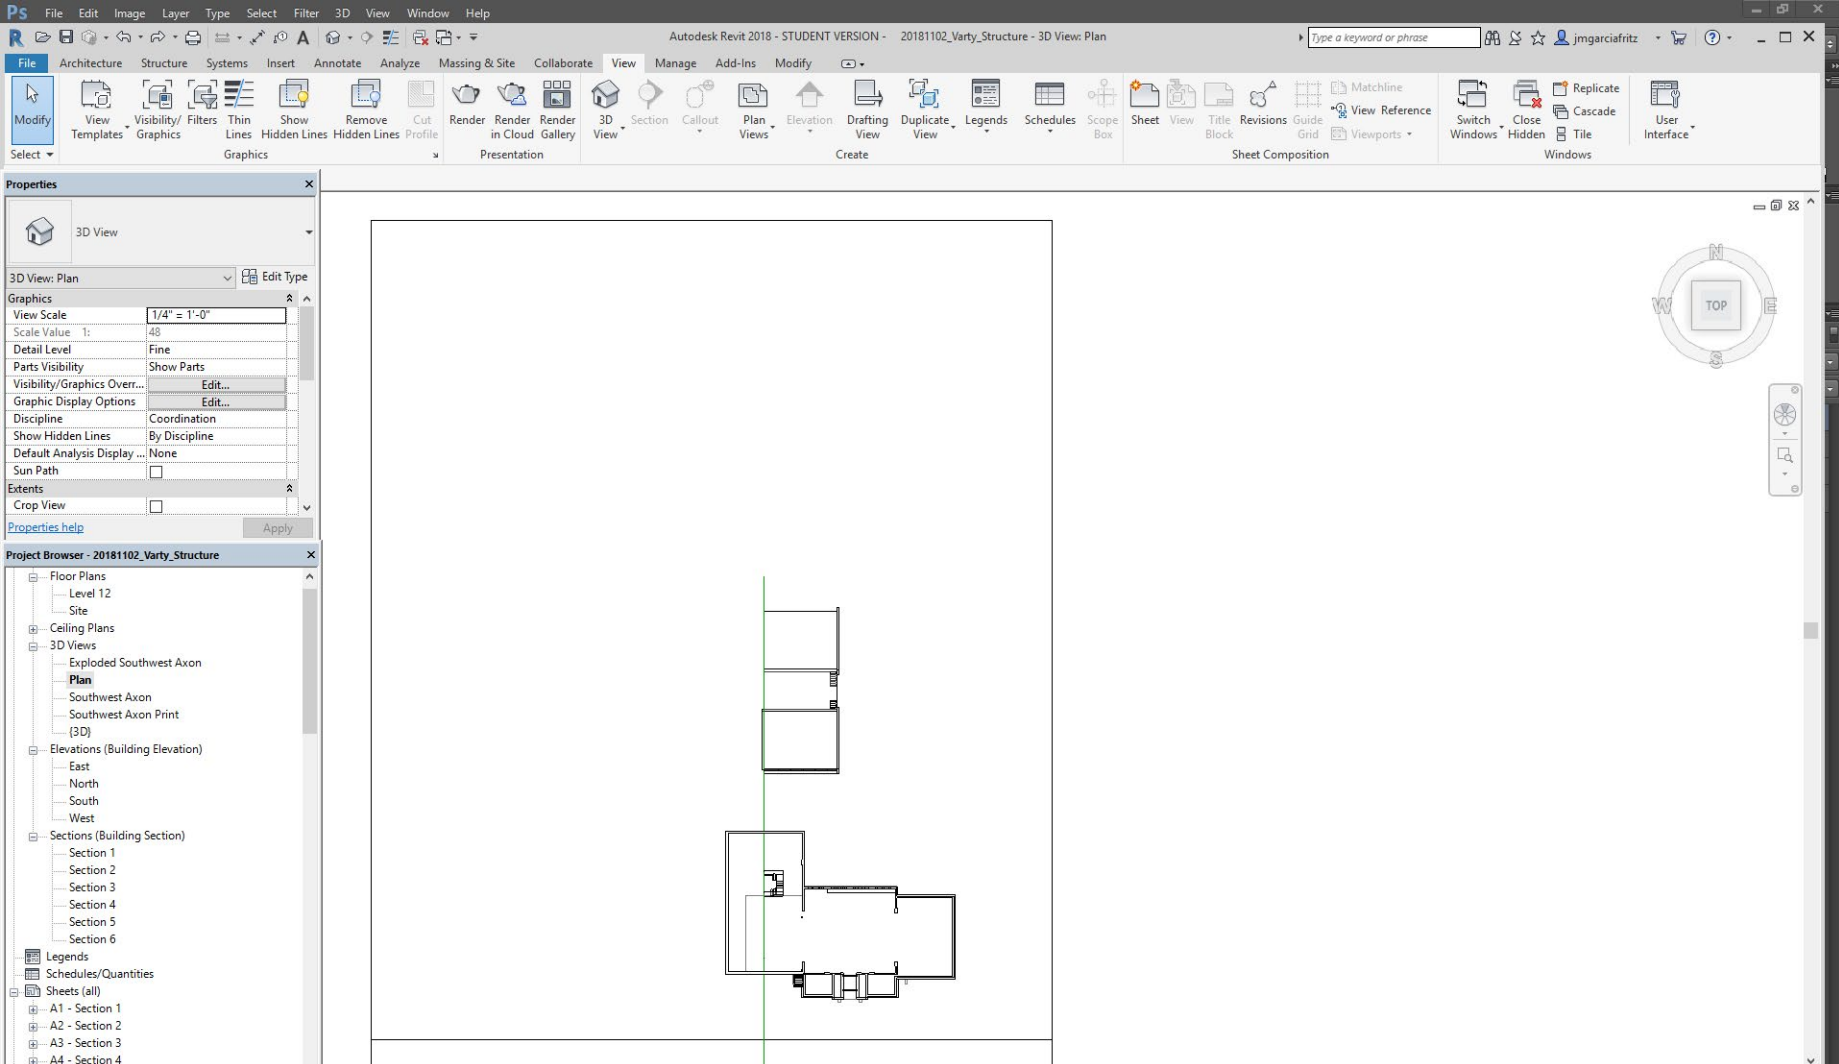 Ps File Edit Image Layer Type Select Filter 3D View Window Help
R A Autodesk Revit 2018 - STUDENT VERSION - 20181102_Varty_Structure - 3D View: Plan Type a keyword or phrase jmgarciafritz ?
File Architecture Structure Systems Insert Annotate Analyze Massing & Site Collaborate View Manage Add-Ins Modify
Modify
View Templates
Visibility/ Graphics
Filters
Thin Lines
Show Hidden Lines
Remove Hidden Lines
Cut Profile
Render
Render in Cloud
Render Gallery
3D View
Section
Callout
Plan Views
Elevation
Drafting View
Duplicate View
Legends
Schedules
Scope Box
Sheet
View
Title Block
Revisions
Guide Grid
Matchline
View Reference
Viewports
Switch Windows
Close Hidden
Replicate
Cascade
Tile
User Interface
Select Graphics Presentation Create Sheet Composition Windows
Properties
3D View
3D View: Plan Edit Type
Graphics
View Scale 1/4" = 1'-0"
Scale Value 1: 48
Detail Level Fine
Parts Visibility Show Parts
Visibility/Graphics Overr... Edit...
Graphic Display Options Edit...
Discipline Coordination
Show Hidden Lines By Discipline
Default Analysis Display ... None
Sun Path
Extents
Crop View
Properties help Apply
Project Browser - 20181102_Varty_Structure
Floor Plans
Level 12
Site
Ceiling Plans
3D Views
Exploded Southwest Axon
Plan
Southwest Axon
Southwest Axon Print
{3D}
Elevations (Building Elevation)
East
North
South
West
Sections (Building Section)
Section 1
Section 2
Section 3
Section 4
Section 5
Section 6
Legends
Schedules/Quantities
Sheets (all)
A1 - Section 1
A2 - Section 2
A3 - Section 3
A4 - Section 4
N
W TOP E
S